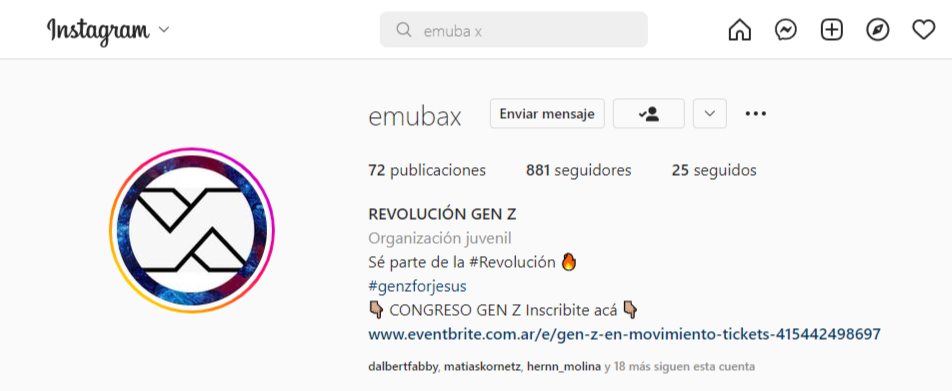 Instagram
emuba x
emubax
Enviar mensaje
72 publicaciones 881 seguidores 25 seguidos
REVOLUCIÓN GEN Z
Organización juvenil
Sé parte de la #Revolución 🔥
#genzforjesus
👇🏽 CONGRESO GEN Z Inscribite acá 👇🏽
www.eventbrite.com.ar/e/gen-z-en-movimiento-tickets-415442498697
dalbertfabby, matiaskornetz, hernn_molina y 18 más siguen esta cuenta